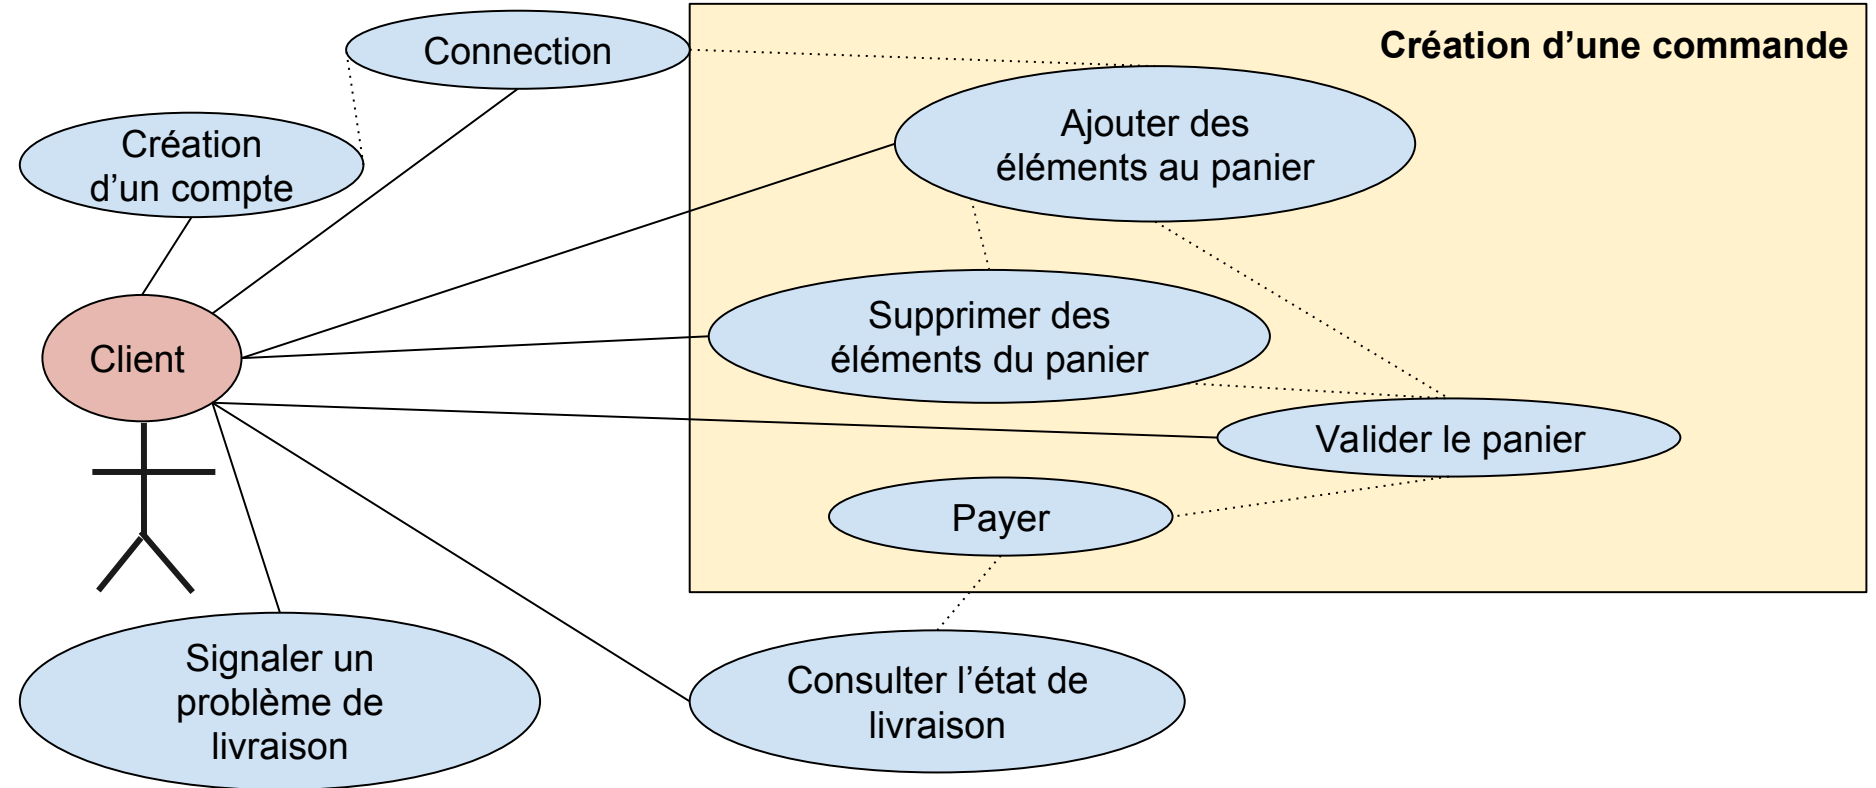 Connection
Création d’une commande
Création
d’un compte
Ajouter des
éléments au panier
Supprimer des
éléments du panier
Client
Valider le panier
Payer
Signaler un
problème de
livraison
Consulter l’état de
livraison